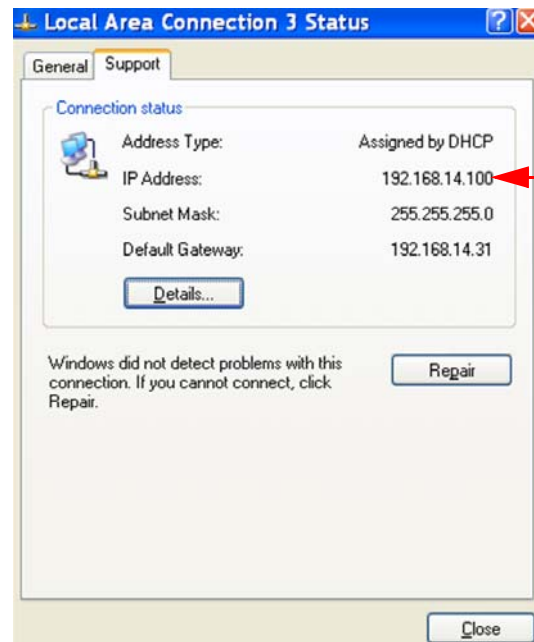 Local Area Connection 3 Status
General Support
Connection status
Address Type: Assigned by DHCP
IP Address: 192.168.14.100
Subnet Mask: 255.255.255.0
Default Gateway: 192.168.14.31
Details...
Windows did not detect problems with this
connection. If you cannot connect, click
Repair.
Repair
Close